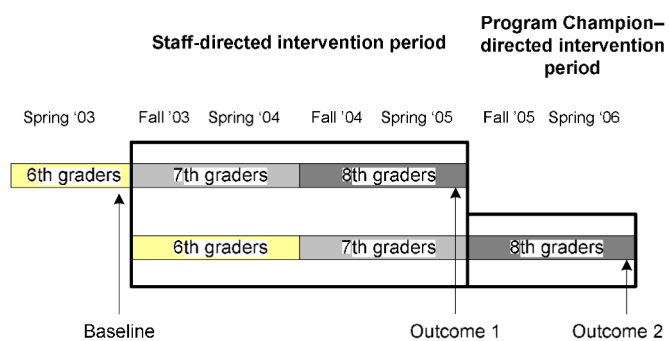 Program Champion–
Staff-directed intervention period directed intervention
period
Spring ‘03 Fall ’03 Spring ‘04 Fall ’04 Spring ‘05 Fall ’05 Spring ‘06
6th graders 7th graders 8th graders
6th graders 7th graders 8th graders
Baseline Outcome 1 Outcome 2